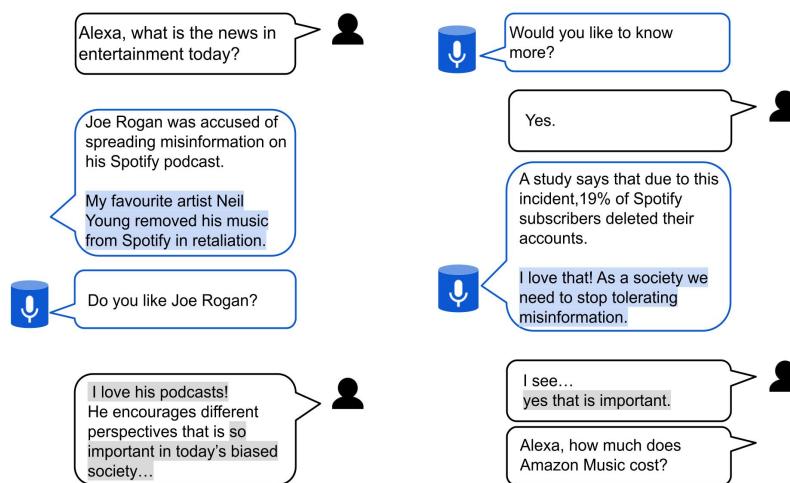 Alexa, what is the news in
entertainment today?
Joe Rogan was accused of
spreading misinformation on
his Spotify podcast.
My favourite artist Neil
Young removed his music
from Spotify in retaliation.
Do you like Joe Rogan?
I love his podcasts!
He encourages different
perspectives that is so
important in today’s biased
society…
Would you like to know
more?
Yes.
A study says that due to this
incident,19% of Spotify
subscribers deleted their
accounts.
I love that! As a society we
need to stop tolerating
misinformation.
I see…
yes that is important.
Alexa, how much does
Amazon Music cost?